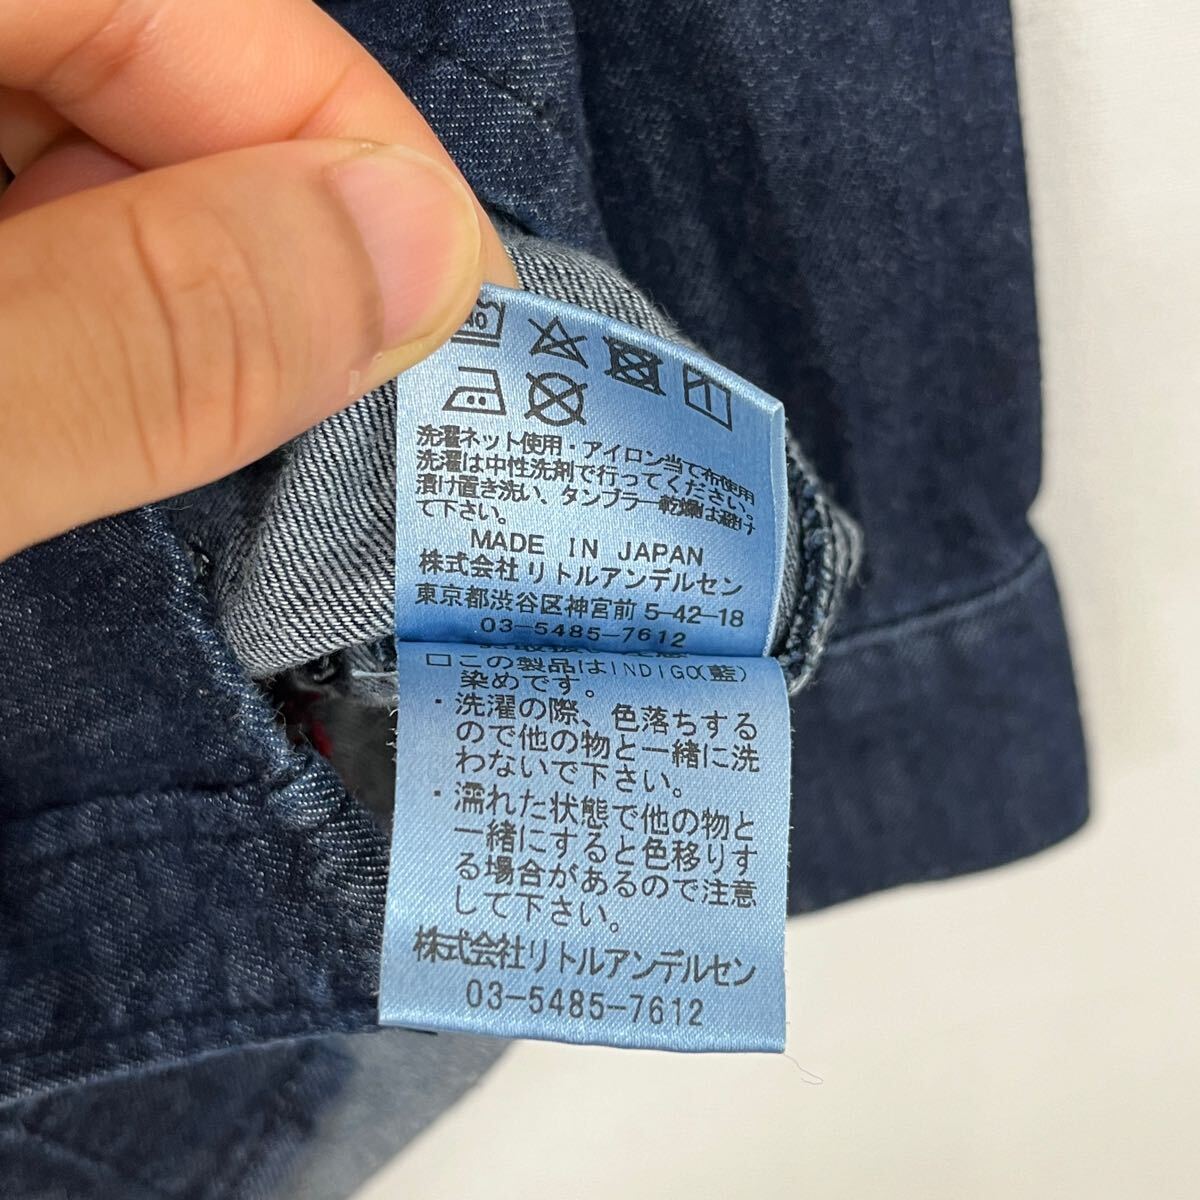 40
洗濯ネット使用・アイロン当て布使用
洗濯は中性洗剤で行ってください。
漬け置き洗い、タンブラー乾燥は避け
て下さい。
MADE IN JAPAN
株式会社リトルアンデルセン
東京都渋谷区神宮前5-42-18
03-5485-7612
□この製品はINDIGO(藍)
染めです。
・洗濯の際、色落ちする
ので他の物と一緒に洗
わないで下さい。
・濡れた状態で他の物と
一緒にすると色移りす
る場合があるので注意
して下さい。
株式会社リトルアンデルセン
03-5485-7612